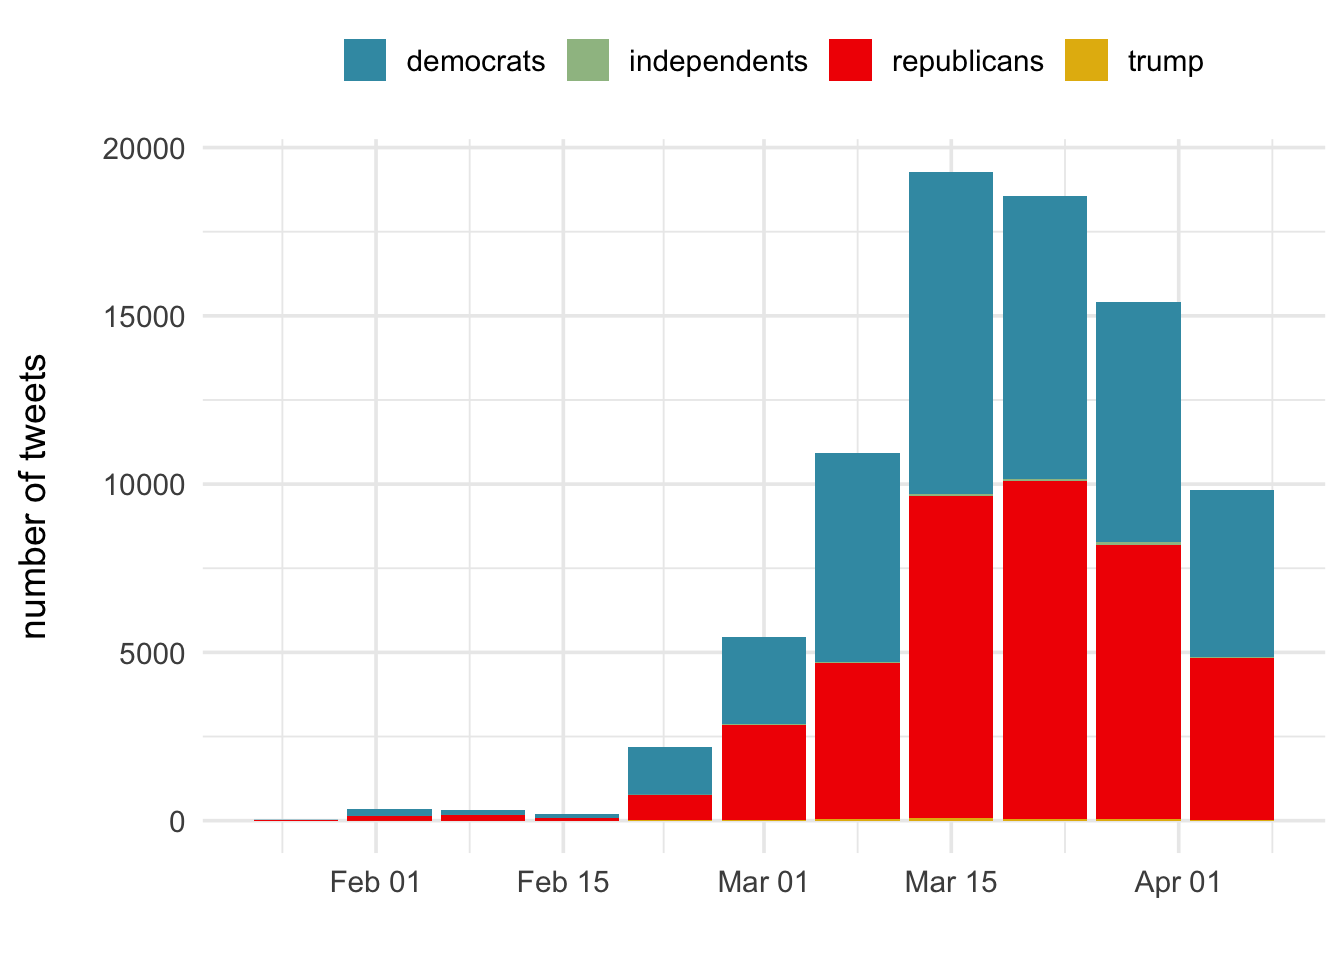 democrats independents republicans trump
20000
15000
10000
5000
0
number of tweets
Feb 01 Feb 15 Mar 01 Mar 15 Apr 01